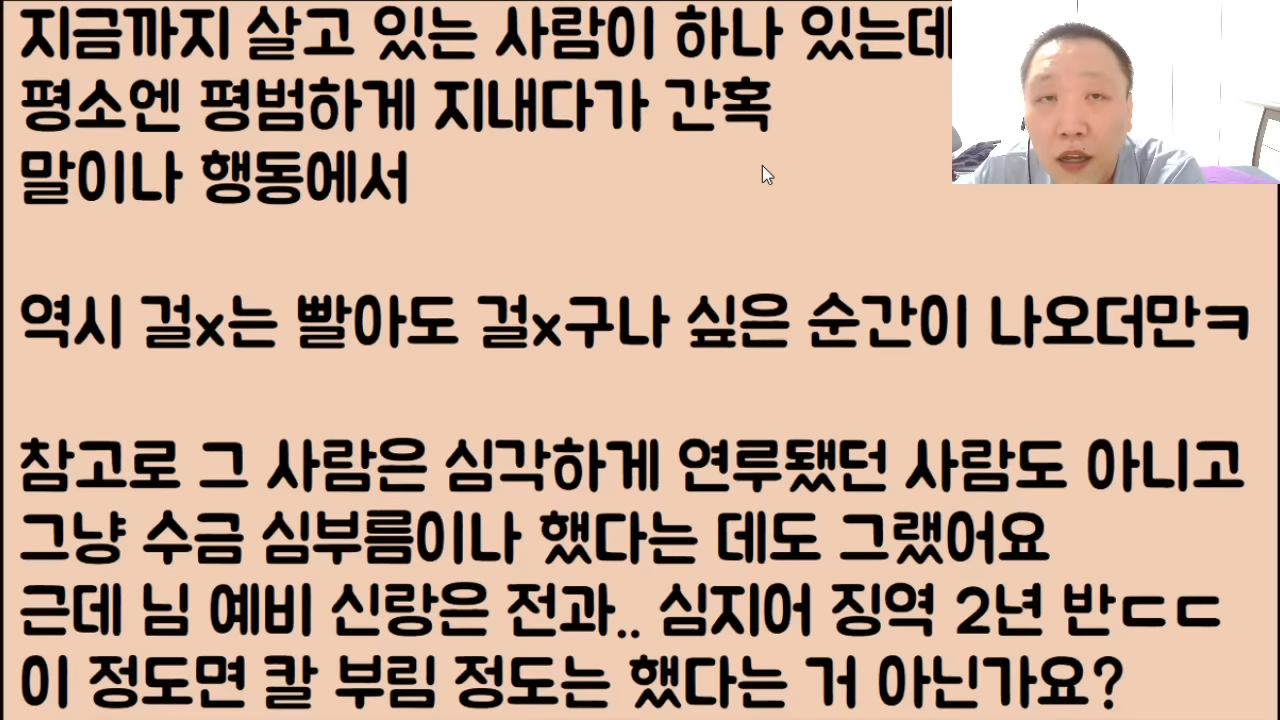 지금까지 살고 있는 사람이 하나 있는데
평소엔 평범하게 지내다가 간혹
말이나 행동에서
역시 걸x는 빨아도 걸x구나 싶은 순간이 나오더만ㅋ
참고로 그 사람은 심각하게 연루됐던 사람도 아니고
그냥 수금 심부름이나 했다는 데도 그랬어요
근데 님 예비 신랑은 전과.. 심지어 징역 2년 반ㄷㄷ
이 정도면 칼 부림 정도는 했다는 거 아닌가요?